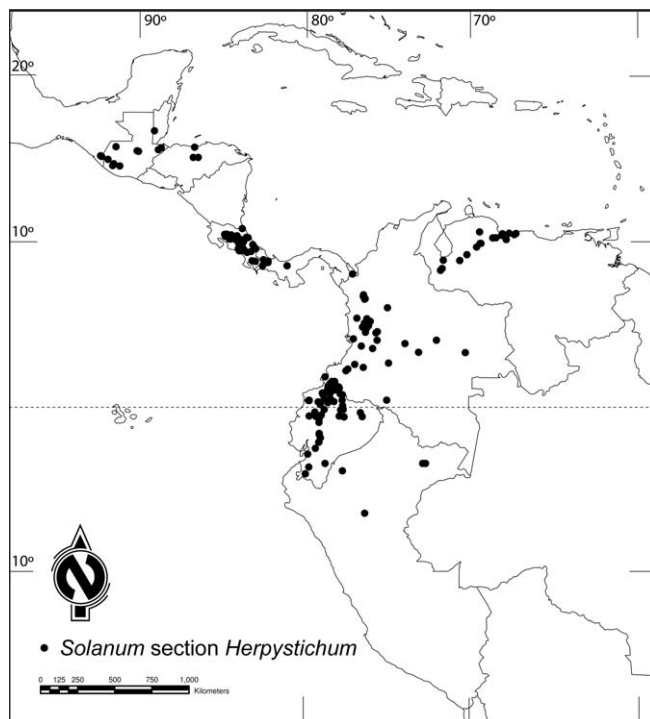 90º 80º 70º
20º
10º
10º
Solanum section Herpystichum
0 125 250 500 750 1,000
Kilometers